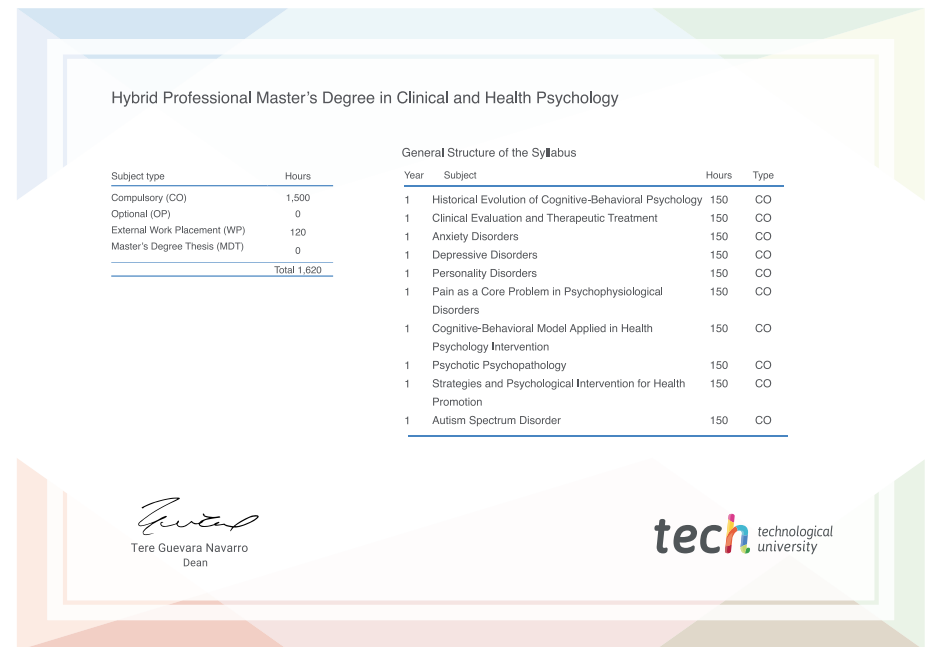 Hybrid Professional Master's Degree in Clinical and Health Psychology
General Structure of the Syllabus
Subject type Hours
Compulsory (CO) 1,500
Optional (OP) 0
External Work Placement (WP) 120
Master's Degree Thesis (MDT) 0
Total 1,620
Year Subject Hours Type
1 Historical Evolution of Cognitive-Behavioral Psychology 150 CO
1 Clinical Evaluation and Therapeutic Treatment 150 CO
1 Anxiety Disorders 150 CO
1 Depressive Disorders 150 CO
1 Personality Disorders 150 CO
1 Pain as a Core Problem in Psychophysiological 150 CO
Disorders
1 Cognitive-Behavioral Model Applied in Health 150 CO
Psychology Intervention
1 Psychotic Psychopathology 150 CO
1 Strategies and Psychological Intervention for Health 150 CO
Promotion
1 Autism Spectrum Disorder 150 CO
Tere Guevara Navarro
Dean
tech technological
university